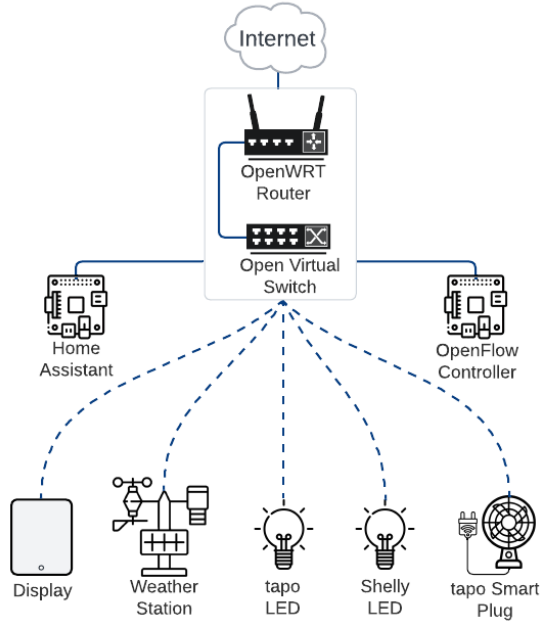 Internet
OpenWRT
Router
Open Virtual
Switch
Home
Assistant
OpenFlow
Controller
Display
Weather
Station
tapo
LED
Shelly
LED
tapo Smart
Plug